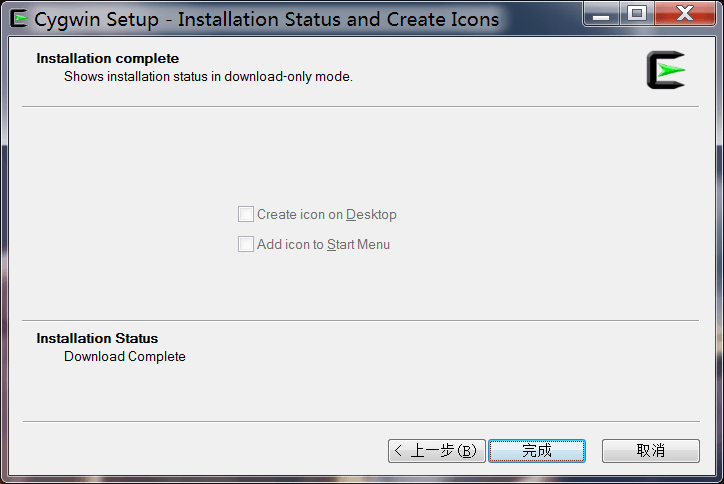 Cygwin Setup - Installation Status and Create Icons
Installation complete
Shows installation status in download-only mode.
Create icon on Desktop
Add icon to Start Menu
Installation Status
Download Complete
< 上一步(B)
完成
取消